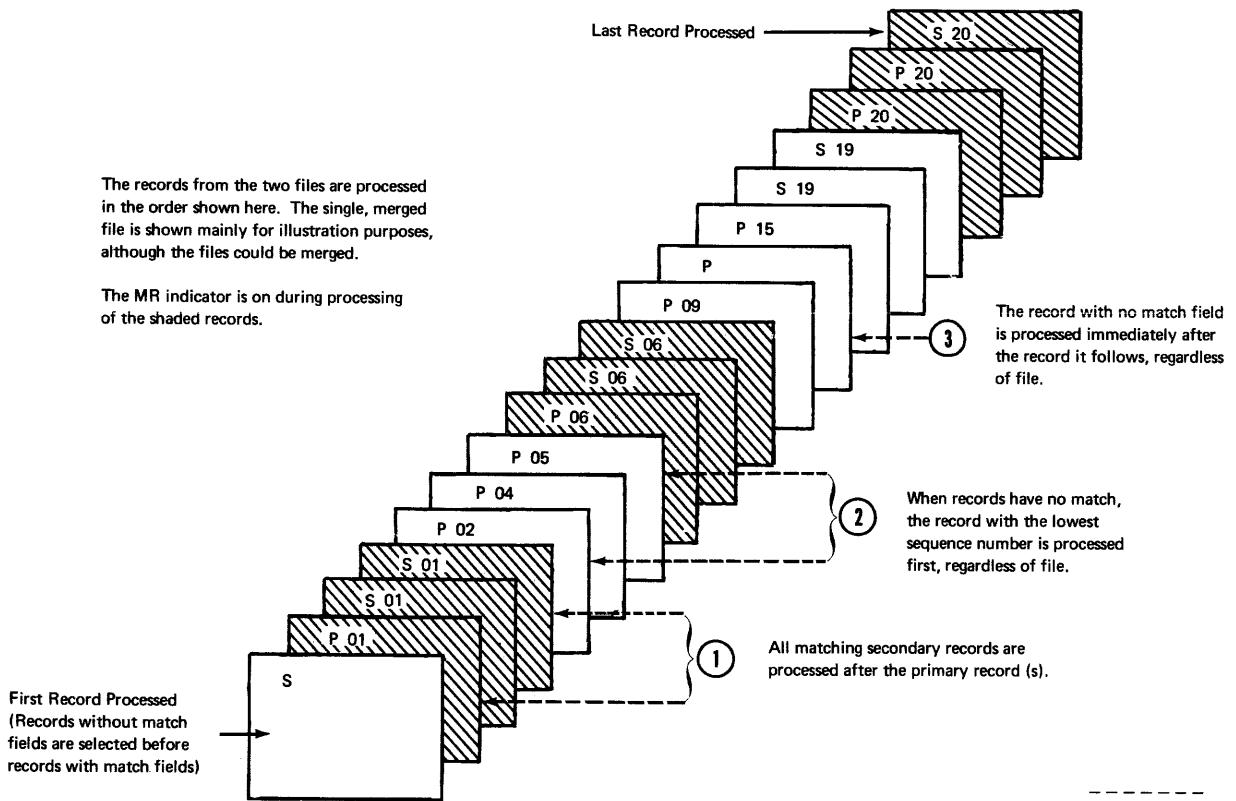 Last Record Processed
S 20
P 20
P 20
S 19
S 19
P 15
P
P 09
S 06
S 06
P 06
P 05
P 04
P 02
S 01
S 01
P 01
S
The records from the two files are processed
in the order shown here. The single, merged
file is shown mainly for illustration purposes,
although the files could be merged.
The MR indicator is on during processing
of the shaded records.
3
The record with no match field
is processed immediately after
the record it follows, regardless
of file.
2
When records have no match,
the record with the lowest
sequence number is processed
first, regardless of file.
1
All matching secondary records are
processed after the primary record (s).
First Record Processed
(Records without match
fields are selected before
records with match fields)